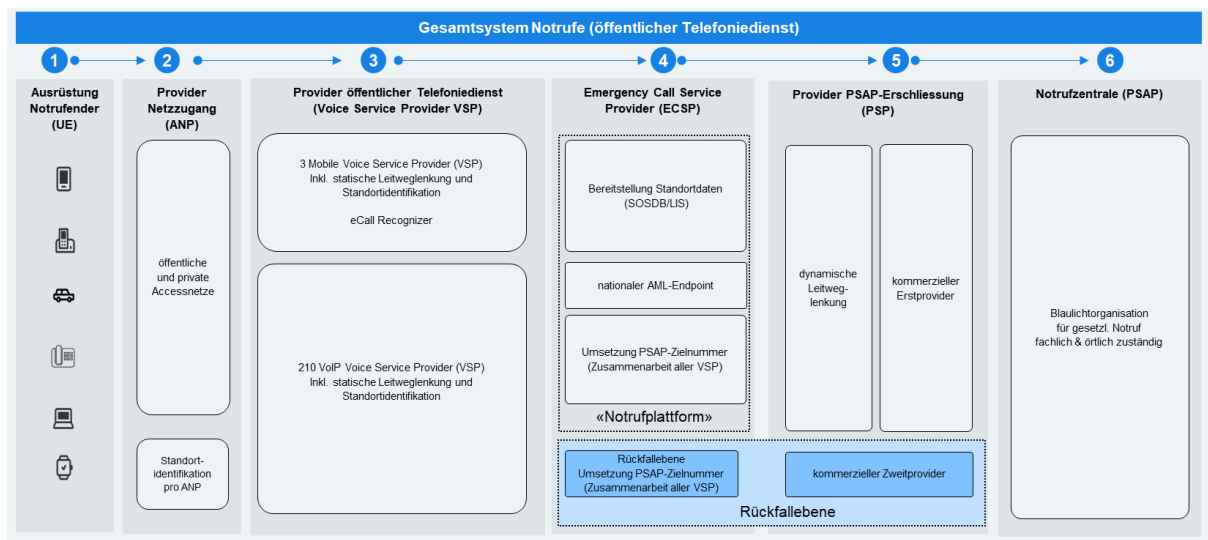 Gesamtsystem Notrufe (öffentlicher Telefoniedienst)
1
2
3
4
5
6
Ausrüstung
Notrufender
(UE)
Provider
Netzzugang
(ANP)
öffentliche
und private
Accessnetze
Standort-
identifikation
pro ANP
Provider öffentlicher Telefoniedienst
(Voice Service Provider VSP)
3 Mobile Voice Service Provider (VSP)
Inkl. statische Leitweglenkung und
Standortidentifikation
eCall Recognizer
210 VoIP Voice Service Provider (VSP)
Inkl. statische Leitweglenkung und
Standortidentifikation
Emergency Call Service
Provider (ECSP)
Bereitstellung Standortdaten
(SOSDB/LIS)
nationaler AML-Endpoint
Umsetzung PSAP-Zielnummer
(Zusammenarbeit aller VSP)
«Notrufplattform»
Rückfallebene
Umsetzung PSAP-Zielnummer
(Zusammenarbeit aller VSP)
Provider PSAP-Erschliessung
(PSP)
dynamische
Leitweg-
lenkung
kommerzieller
Erstprovider
kommerzieller Zweitprovider
Rückfallebene
Notrufzentrale (PSAP)
Blaulichtorganisation
für gesetzl. Notruf
fachlich & örtlich zuständig